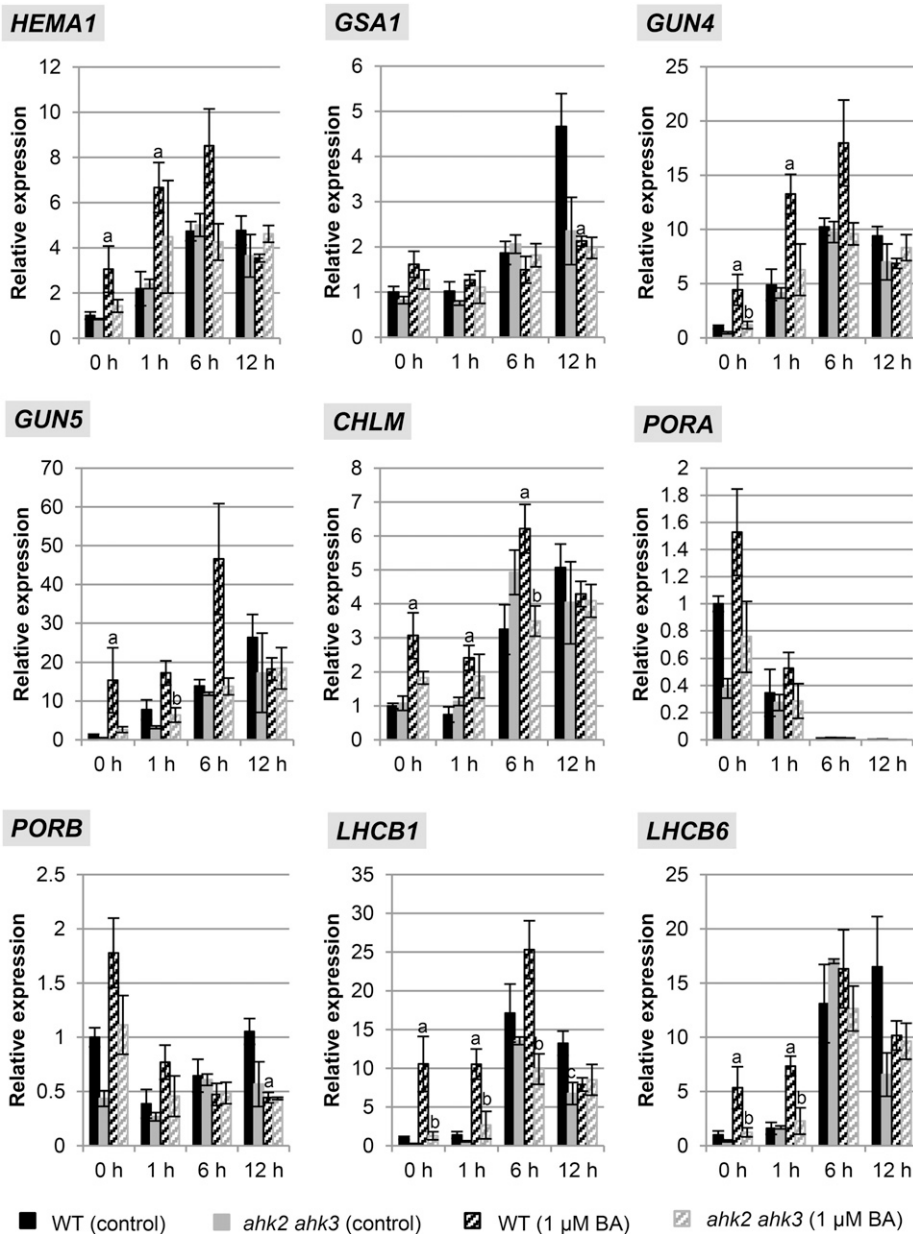 HEMA1
GSA1
GUN4
Relative expression
12
10
8
6
4
2
0
a
a
0 h 1 h 6 h 12 h
Relative expression
6
5
4
3
2
1
0
a
0 h 1 h 6 h 12 h
Relative expression
25
20
15
10
5
0
a
b
a
0 h 1 h 6 h 12 h
GUN5
CHLM
PORA
Relative expression
70
60
50
40
30
20
10
0
a
b
0 h 1 h 6 h 12 h
Relative expression
8
7
6
5
4
3
2
1
0
a
a
a
b
0 h 1 h 6 h 12 h
Relative expression
2
1.8
1.6
1.4
1.2
1
0.8
0.6
0.4
0.2
0
0 h 1 h 6 h 12 h
PORB
LHCB1
LHCB6
Relative expression
2.5
2
1.5
1
0.5
0
a
0 h 1 h 6 h 12 h
Relative expression
35
30
25
20
15
10
5
0
a
b
a
b
b
c
0 h 1 h 6 h 12 h
Relative expression
25
20
15
10
5
0
a
b
a
b
0 h 1 h 6 h 12 h
WT (control) ahk2 ahk3 (control) WT (1 µM BA) ahk2 ahk3 (1 µM BA)